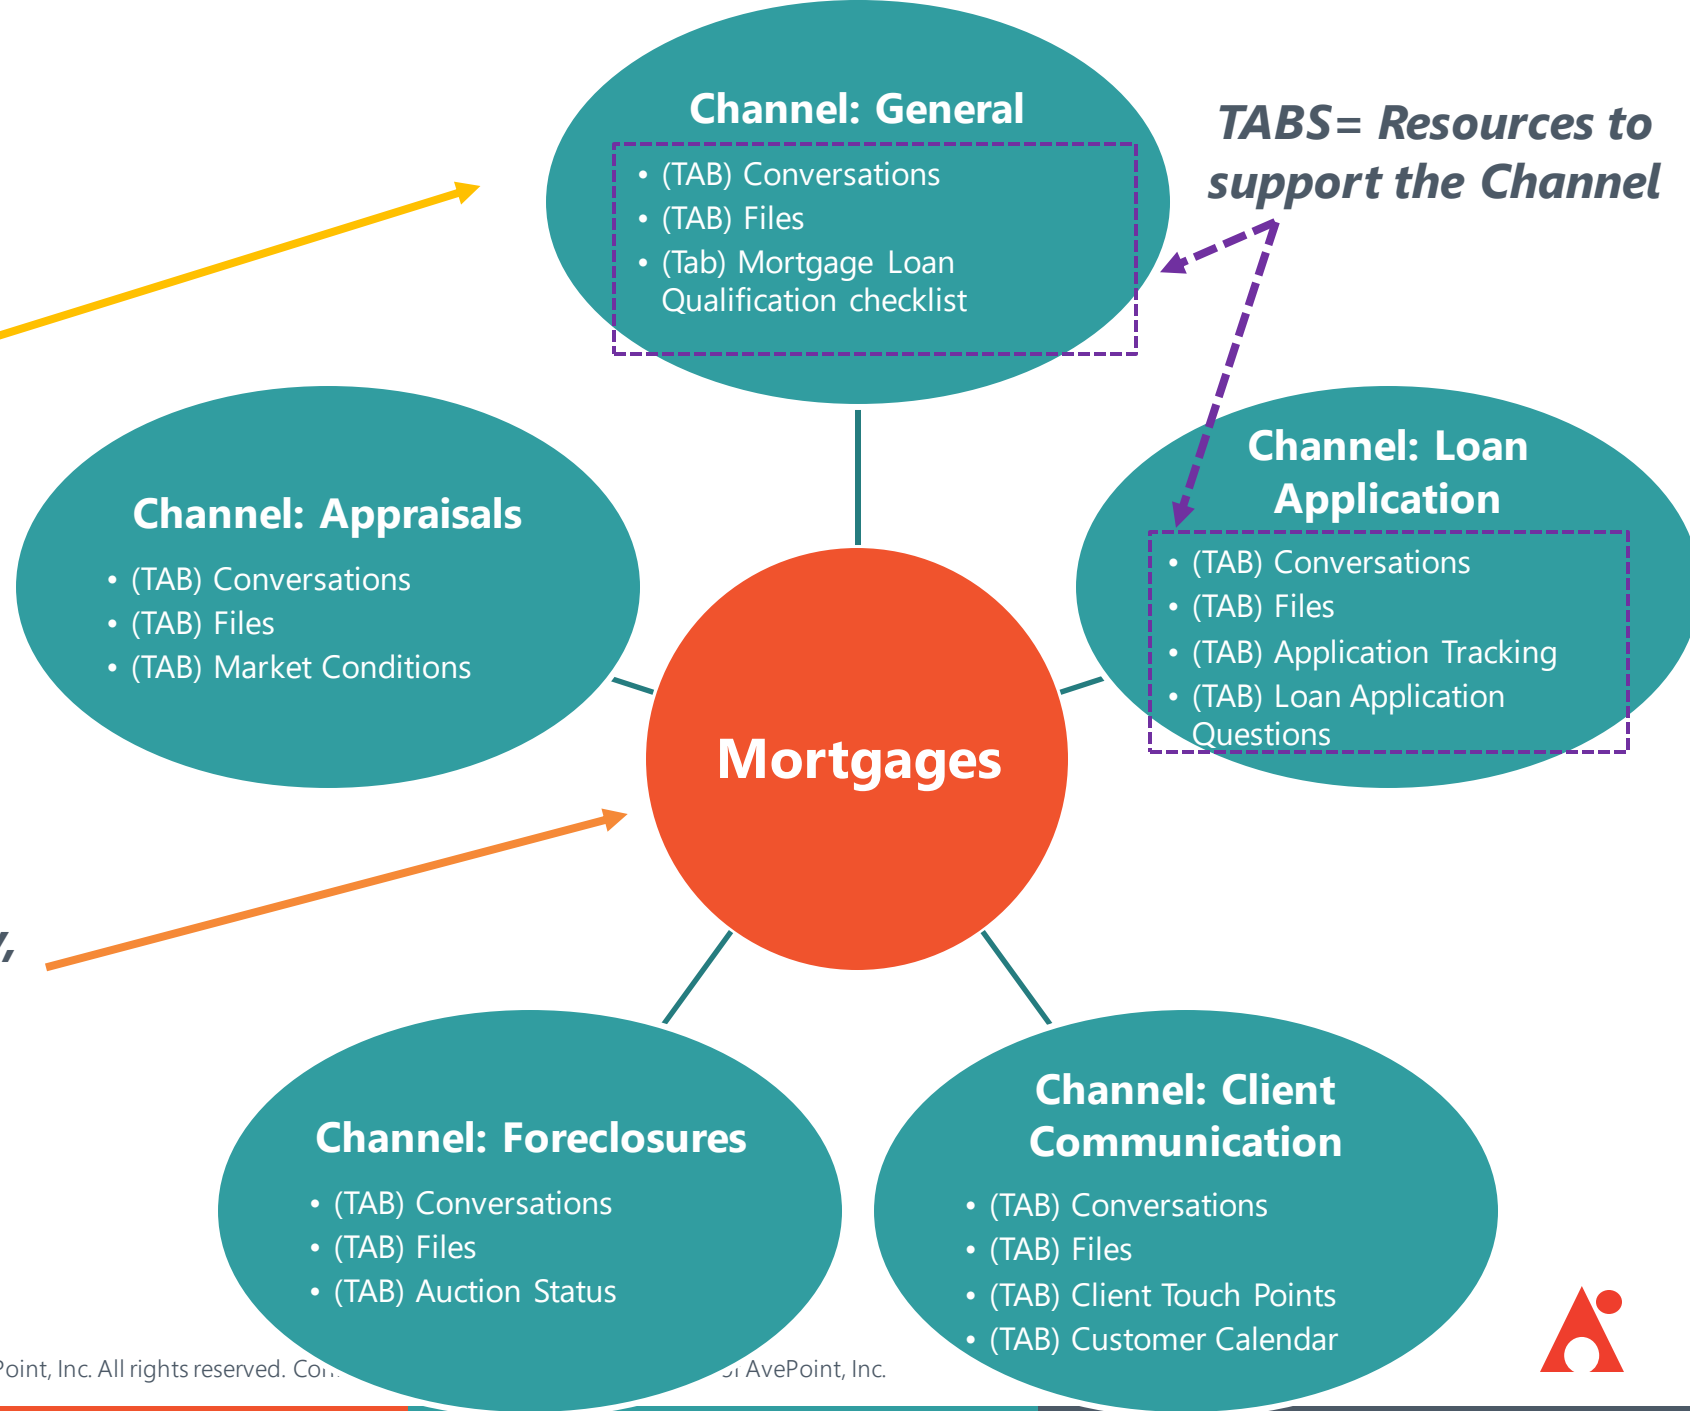 Channel: General
• (TAB) Conversations
• (TAB) Files
• (Tab) Mortgage Loan
Qualification checklist
TABS= Resources to
support the Channel
Channel: Appraisals
• (TAB) Conversations
• (TAB) Files
• (TAB) Market Conditions
Channel: Loan
Application
• (TAB) Conversations
• (TAB) Files
• (TAB) Application Tracking
• (TAB) Loan Application
Questions
Mortgages
Channel: Foreclosures
• (TAB) Conversations
• (TAB) Files
• (TAB) Auction Status
Channel: Client
Communication
• (TAB) Conversations
• (TAB) Files
• (TAB) Client Touch Points
• (TAB) Customer Calendar
Point, Inc. All rights reserved. AvePoint, Inc.